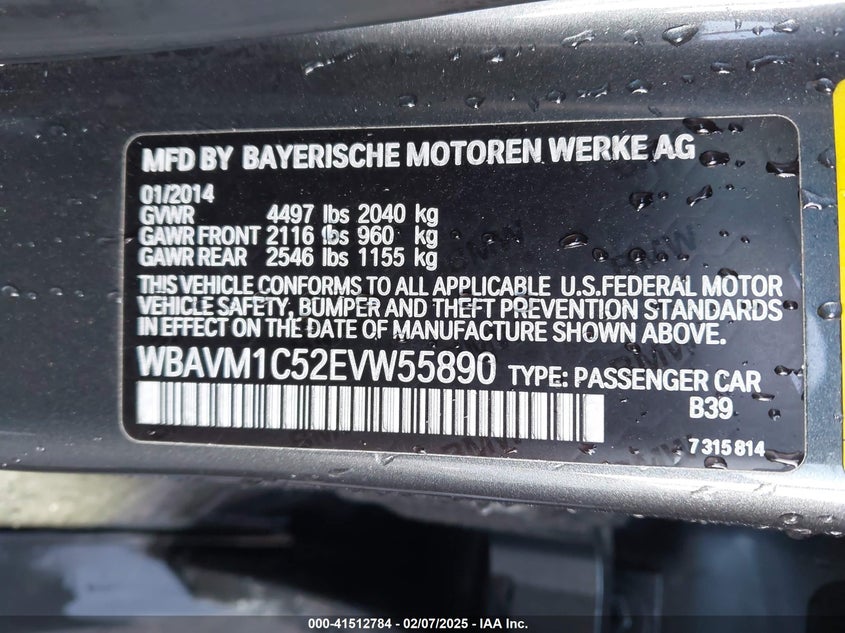 MFD BY BAYERISCHE MOTOREN WERKE AG
01/2014
GVWR 4497 lbs 2040 kg
GAWR FRONT 2116 lbs 960 kg
GAWR REAR 2546 lbs 1155 kg
THIS VEHICLE CONFORMS TO ALL APPLICABLE U.S.FEDERAL MOTOR
VEHICLE SAFETY, BUMPER AND THEFT PREVENTION STANDARDS
IN EFFECT ON THE DATE OF MANUFACTURE SHOWN ABOVE.
WBAVM1C52EVW55890 TYPE: PASSENGER CAR
B39
7 315 814
000-41512784 — 02/07/2025 — IAA Inc.